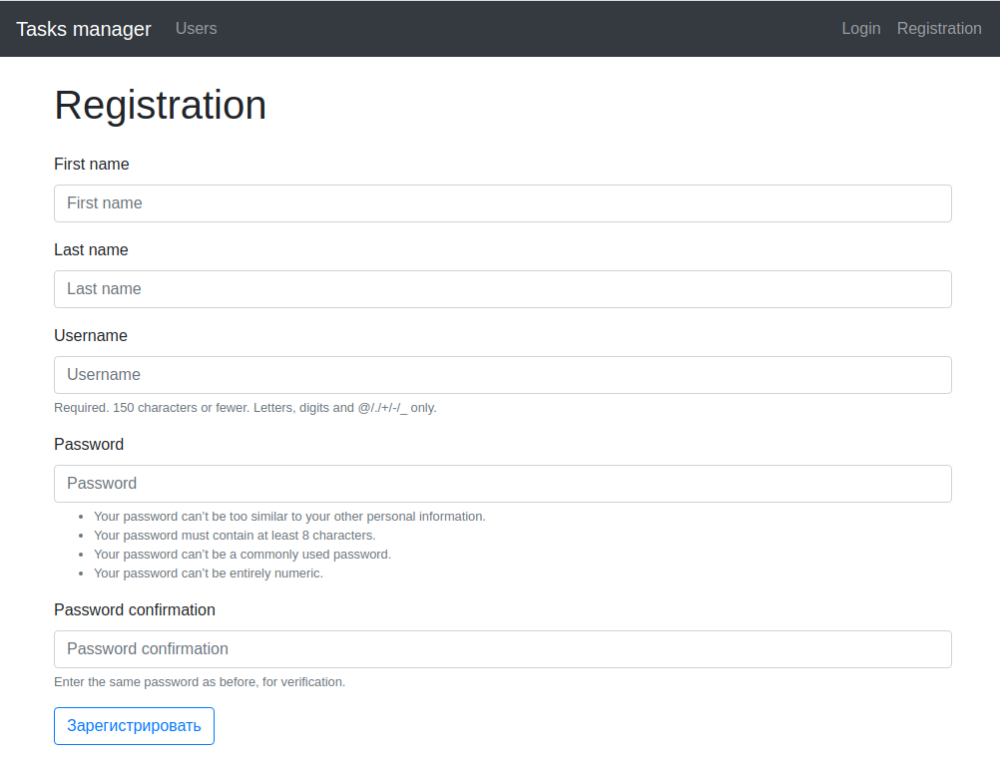 Tasks manager Users Login Registration
Registration
First name
First name
Last name
Last name
Username
Username
Required. 150 characters or fewer. Letters, digits and @/./+/-/_ only.
Password
Password
Your password can't be too similar to your other personal information.
Your password must contain at least 8 characters.
Your password can't be a commonly used password.
Your password can't be entirely numeric.
Password confirmation
Password confirmation
Enter the same password as before, for verification.
Зарегистрировать